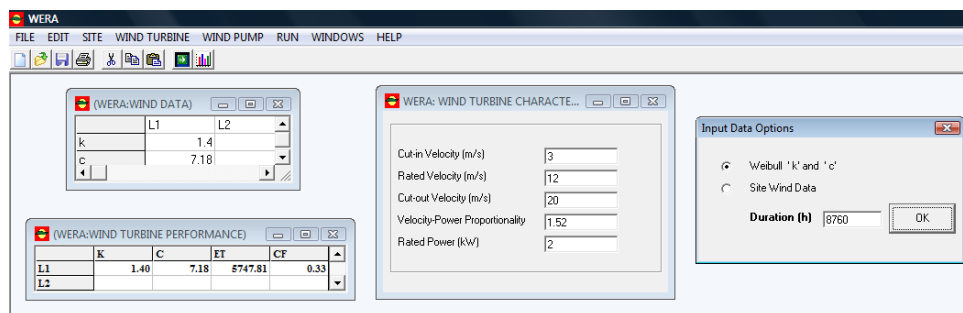 WERA
FILE EDIT SITE WIND TURBINE WIND PUMP RUN WINDOWS HELP
(WERA:WIND DATA)
L1 L2
k 1.4
c 7.18
(WERA:WIND TURBINE PERFORMANCE)
K C ET CF
L1 1.40 7.18 5747.81 0.33
L2
WERA: WIND TURBINE CHARACTE...
Cut-in Velocity (m/s) 3
Rated Velocity (m/s) 12
Cut-out Velocity (m/s) 20
Velocity-Power Proportionality 1.52
Rated Power (kW) 2
Input Data Options
Weibull 'k' and 'c'
Site Wind Data
Duration (h) 8760 OK